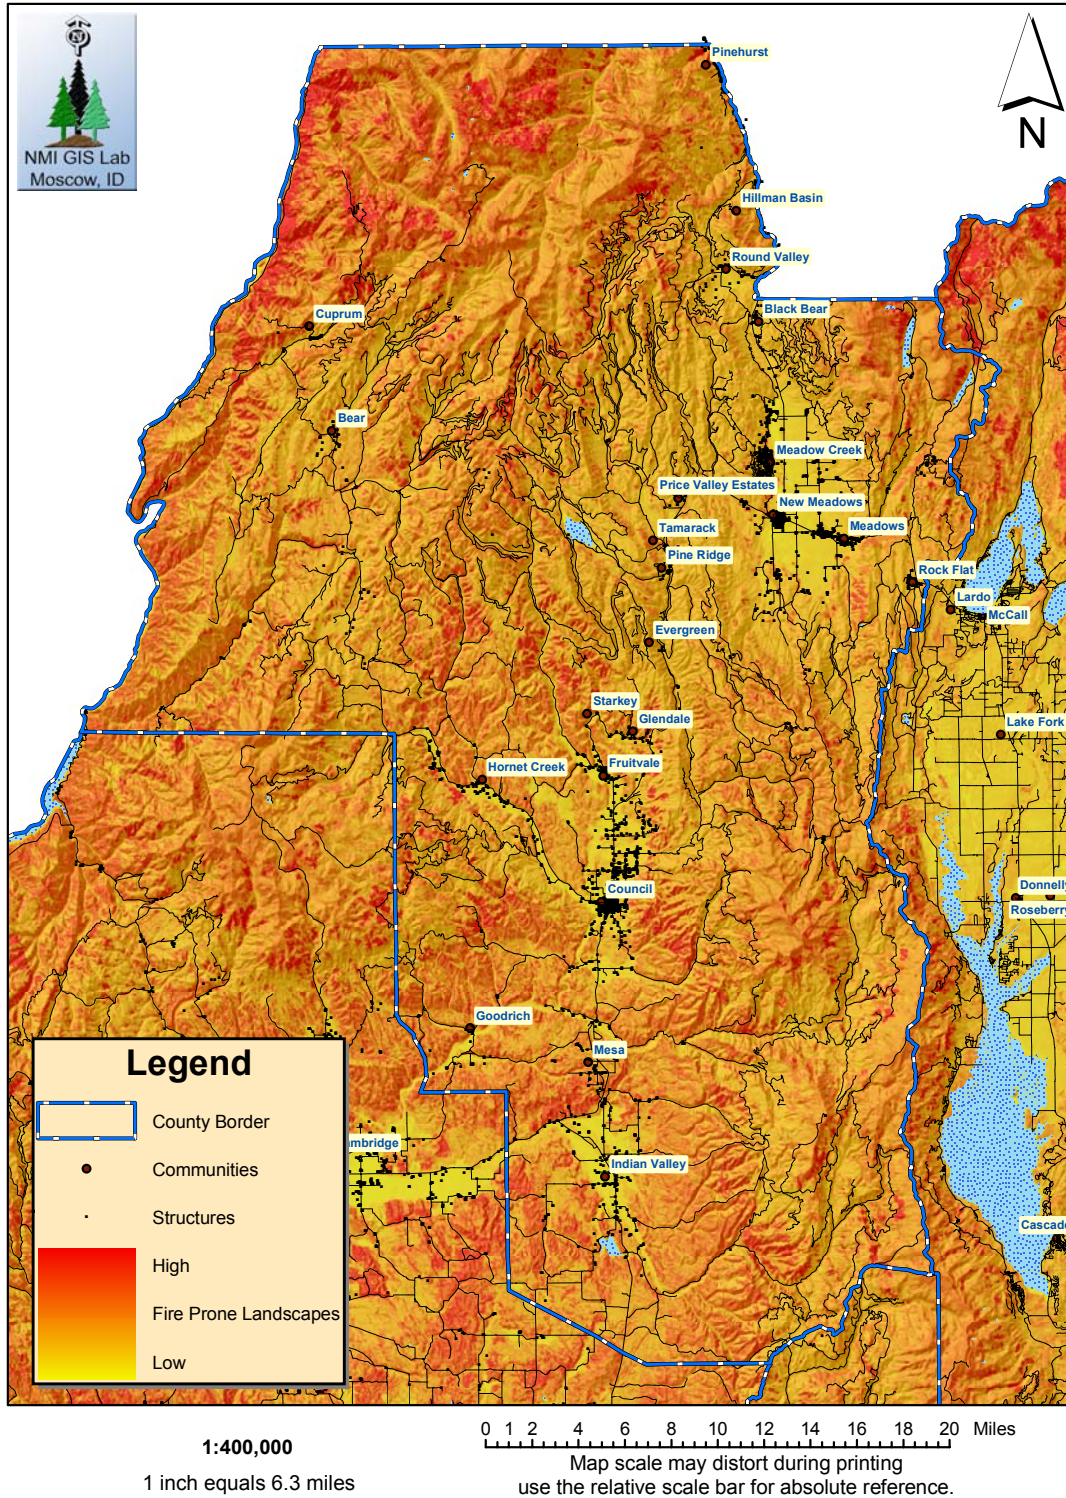 NMI GIS Lab
Moscow, ID
N
Pinehurst
Hillman Basin
Round Valley
Black Bear
Cuprum
Bear
Meadow Creek
Price Valley Estates
New Meadows
Tamarack
Meadows
Pine Ridge
Rock Flat
Lardo
McCall
Evergreen
Starkey
Glendale
Lake Fork
Hornet Creek
Fruitvale
Council
Donnelly
Roseberry
Goodrich
Mesa
ambridge
Indian Valley
Cascade
Legend
County Border
Communities
Structures
High
Fire Prone Landscapes
Low
1:400,000
1 inch equals 6.3 miles
0 1 2 4 6 8 10 12 14 16 18 20 Miles
Map scale may distort during printing
use the relative scale bar for absolute reference.